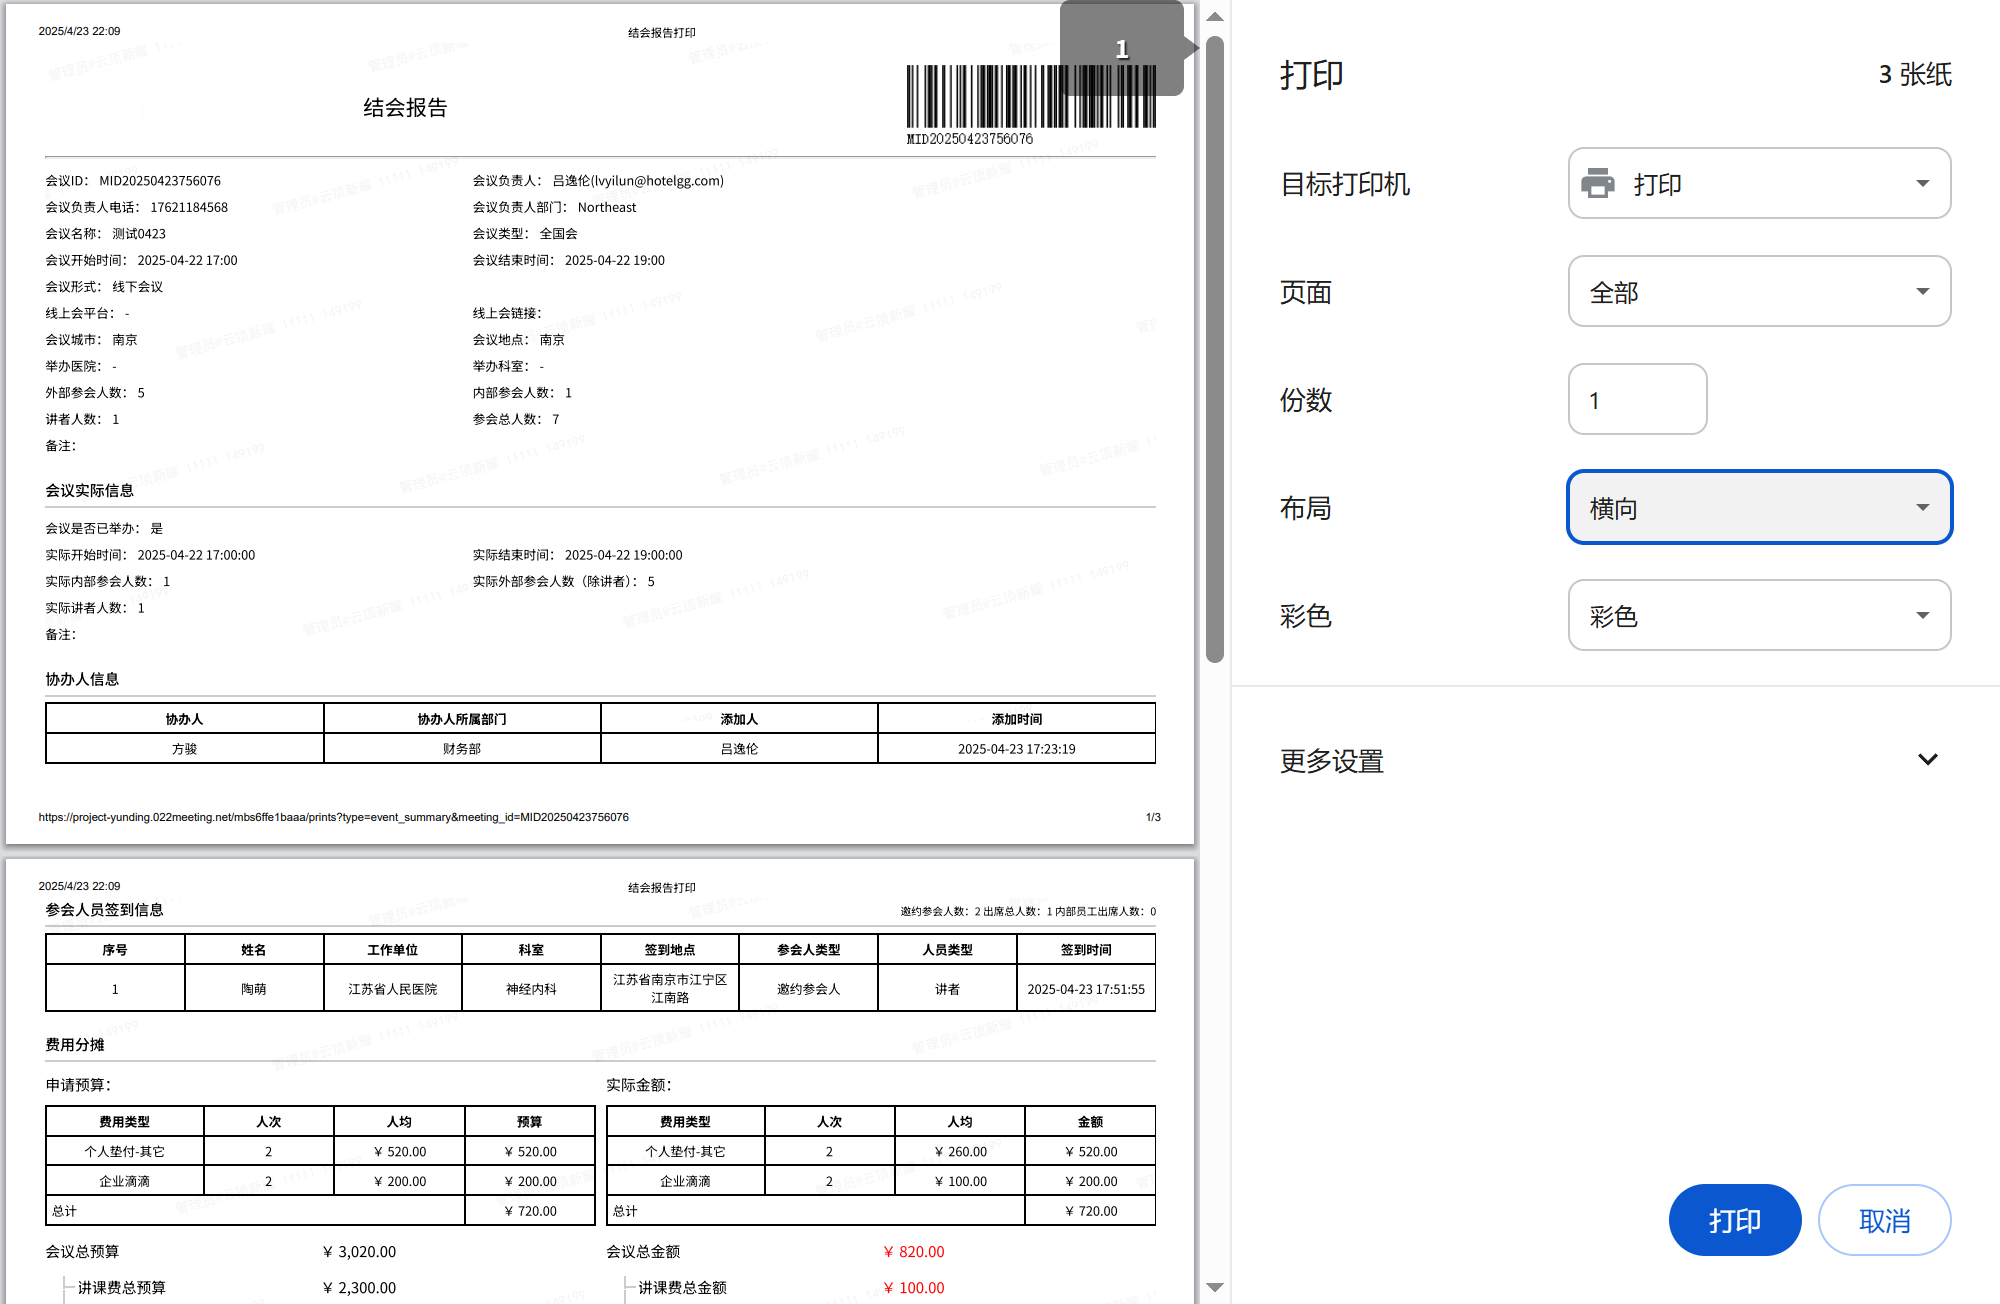 2025/4/23 22:09
结会报告打印
1
结会报告
MID20250423756076
会议ID： MID20250423756076
会议负责人： 吕逸伦(lvyilun@hotelgg.com)
会议负责人电话： 17621184568
会议负责人部门： Northeast
会议名称： 测试0423
会议类型： 全国会
会议开始时间： 2025-04-22 17:00
会议结束时间： 2025-04-22 19:00
会议形式： 线下会议
线上会平台： -
线上会链接：
会议城市： 南京
会议地点： 南京
举办医院： -
举办科室： -
外部参会人数： 5
内部参会人数： 1
讲者人数： 1
参会总人数： 7
备注：
会议实际信息
会议是否已举办： 是
实际开始时间： 2025-04-22 17:00:00
实际结束时间： 2025-04-22 19:00:00
实际内部参会人数： 1
实际外部参会人数（除讲者）： 5
实际讲者人数： 1
备注：
协办人信息
协办人 协办人所属部门 添加人 添加时间
方骏 财务部 吕逸伦 2025-04-23 17:23:19
https://project-yunding.022meeting.net/mbs6ffe1baaa/prints?type=event_summary&meeting_id=MID20250423756076
1/3
2025/4/23 22:09
结会报告打印
参会人员签到信息
邀约参会人数：2 出席总人数：1 内部员工出席人数：0
序号 姓名 工作单位 科室 签到地点 参会人类型 人员类型 签到时间
1 陶萌 江苏省人民医院 神经内科 江苏省南京市江宁区 邀约参会人 讲者 2025-04-23 17:51:55
江南路
费用分摊
申请预算：
实际金额：
费用类型 人次 人均 预算
费用类型 人次 人均 金额
个人垫付-其它 2 ¥ 520.00 ¥ 520.00
个人垫付-其它 2 ¥ 260.00 ¥ 520.00
企业滴滴 2 ¥ 200.00 ¥ 200.00
企业滴滴 2 ¥ 100.00 ¥ 200.00
总计 ¥ 720.00
总计 ¥ 720.00
会议总预算 ¥ 3,020.00
会议总金额 ¥ 820.00
讲课费总预算 ¥ 2,300.00
讲课费总金额 ¥ 100.00
管理员#云顶新耀 11111 149199
打印
3 张纸
目标打印机
打印
页面
全部
份数
1
布局
横向
彩色
彩色
更多设置
打印
取消